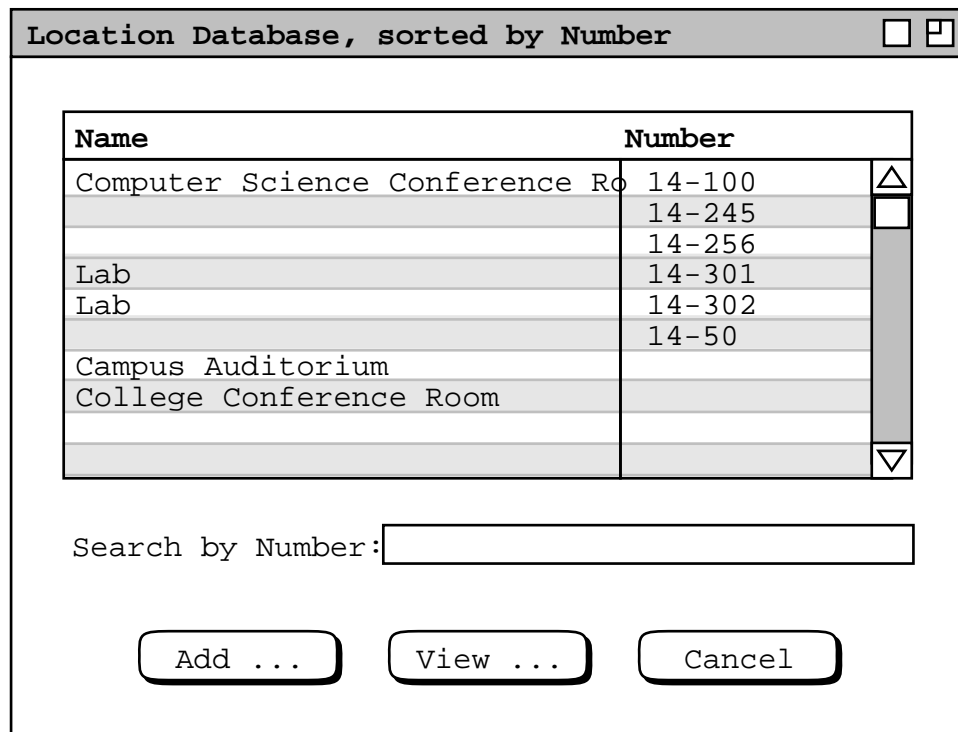 Location Database, sorted by Number
Name Number
Computer Science Conference Ro 14-100
14-245
14-256
Lab 14-301
Lab 14-302
14-50
Campus Auditorium
College Conference Room
Search by Number:
Add ... View ... Cancel